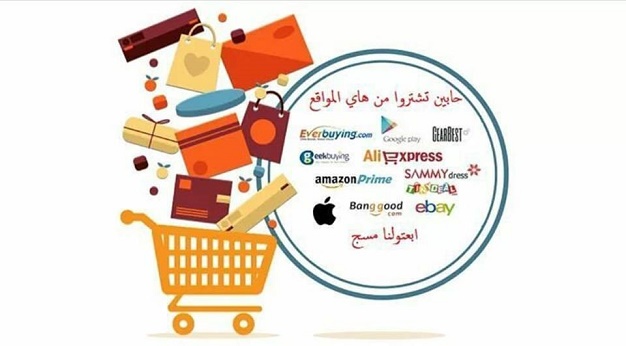 حابين تشتروا من هاي المواقع
Everbuying.com Google play GEARBEST
geekbuying AliExpress
amazonPrime SAMMYdress
TINYDEAL
Banggood.com ebay
ابعتولنا مسج